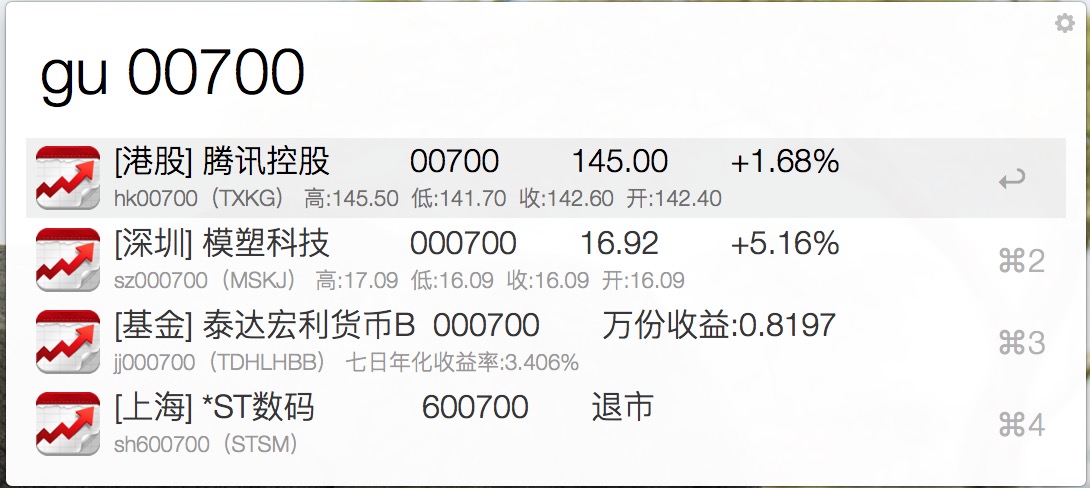 gu 00700
[港股] 腾讯控股 00700 145.00 +1.68%
hk00700（TXKG） 高:145.50 低:141.70 收:142.60 开:142.40
[深圳] 模塑科技 000700 16.92 +5.16%
⌘2
sz000700（MSKJ） 高:17.09 低:16.09 收:16.09 开:16.09
[基金] 泰达宏利货币B 000700 万份收益:0.8197
⌘3
jj000700（TDHLHBB） 七日年化收益率:3.406%
[上海] *ST数码 600700 退市
⌘4
sh600700（STSM）